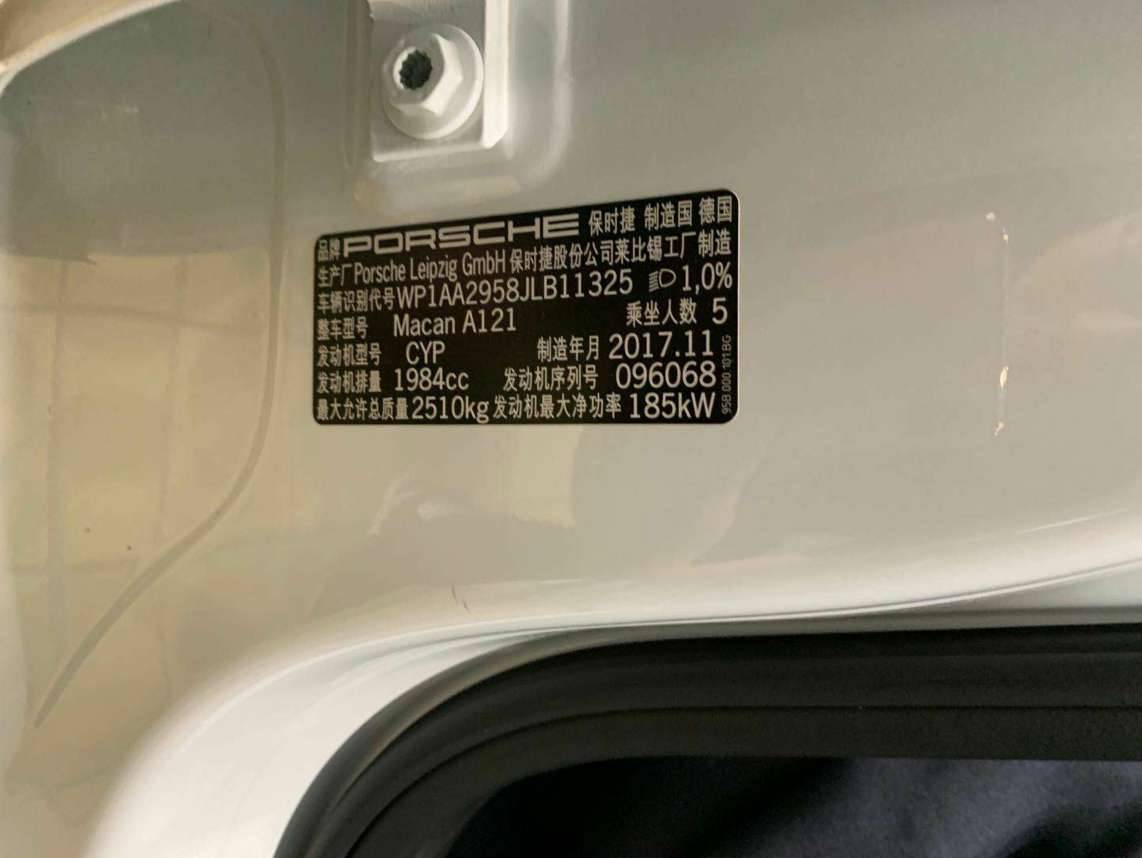 品牌 PORSCHE 保时捷 制造国 德国
生产厂 Porsche Leipzig GmbH 保时捷股份公司莱比锡工厂制造
车辆识别代号 WP1AA2958JLB11325 1,0%
整车型号 Macan A121 乘坐人数 5
发动机型号 CYP 制造年月 2017.11
发动机排量 1984cc 发动机序列号 096068
最大允许总质量 2510kg 发动机最大净功率 185kW
95B 000 101 BG